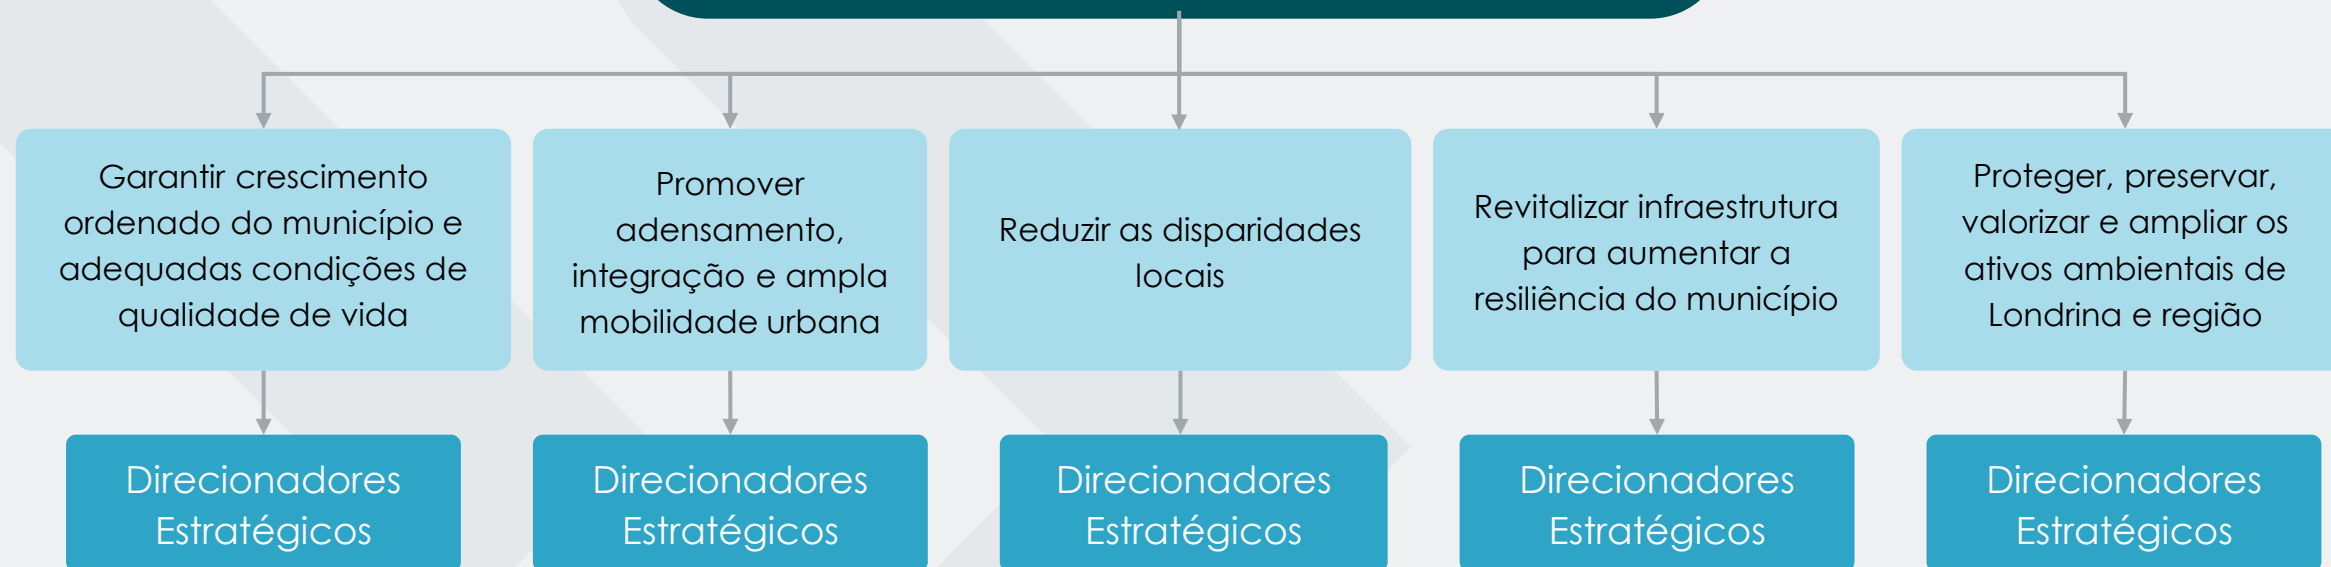 Garantir crescimento
ordenado do município e
adequadas condições de
qualidade de vida
Promover
adensamento,
integração e ampla
mobilidade urbana
Reduzir as disparidades
locais
Revitalizar infraestrutura
para aumentar a
resiliência do município
Proteger, preservar,
valorizar e ampliar os
ativos ambientais de
Londrina e região
Direcionadores
Estratégicos
Direcionadores
Estratégicos
Direcionadores
Estratégicos
Direcionadores
Estratégicos
Direcionadores
Estratégicos